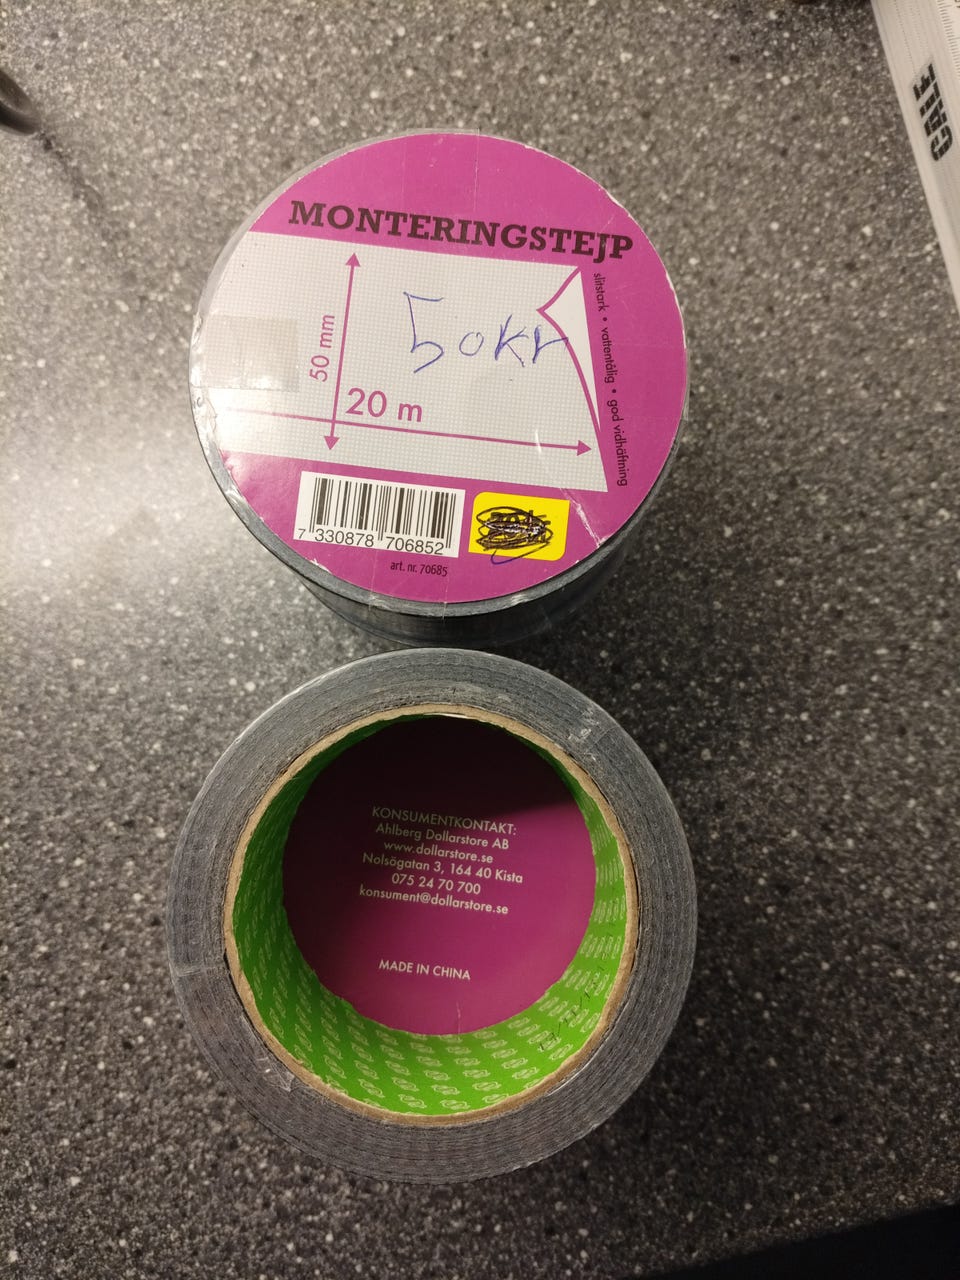 MONTERINGSTEJP
slitstark • vattentålig • god vidhäftning
50 mm
50kr
20 m
7 330878 706852
art. nr. 70685
KONSUMENTKONTAKT:
Ahlberg Dollarstore AB
www.dollarstore.se
Nolsögatan 3, 164 40 Kista
075 24 70 700
konsument@dollarstore.se
MADE IN CHINA